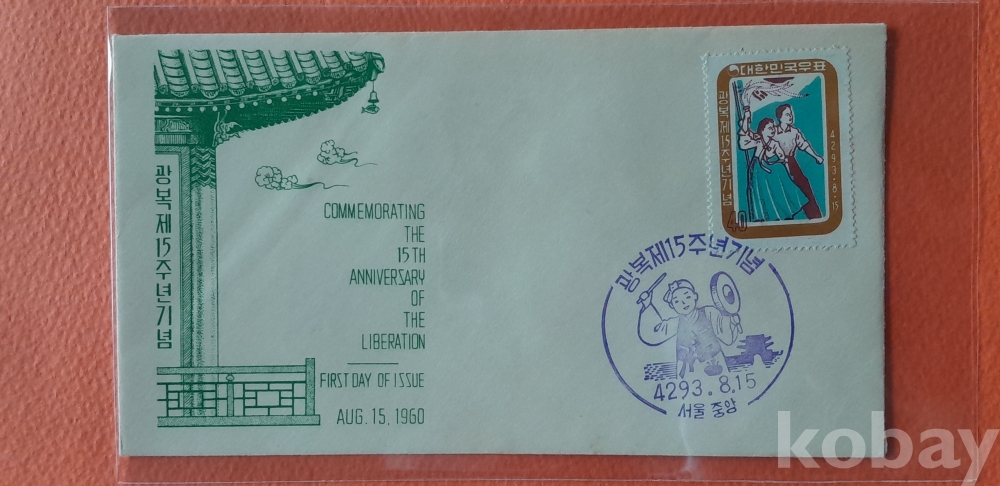 광복제15주년기념
COMMEMORATING
THE
15TH
ANNIVERSARY
OF
THE
LIBERATION
FIRST DAY OF ISSUE
AUG. 15, 1960
대한민국우표
광복제15주년기념
4293·8·15
40
광복제15주년기념
4293.8.15
서울 중앙
kobay